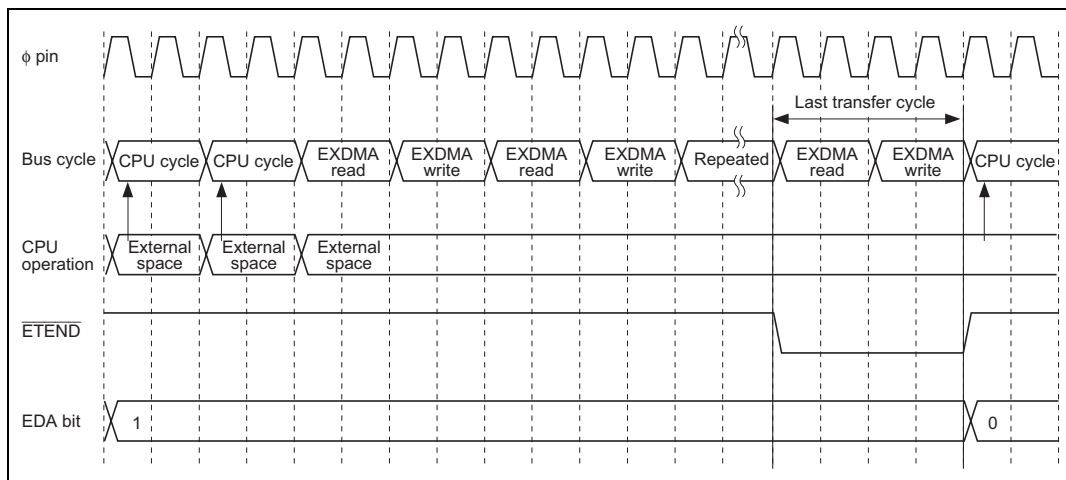 φ pin
Last transfer cycle
Bus cycle
CPU cycle CPU cycle EXDMA read EXDMA write EXDMA read EXDMA write Repeated EXDMA read EXDMA write CPU cycle
CPU operation
External space External space External space
ETEND
EDA bit
1 0